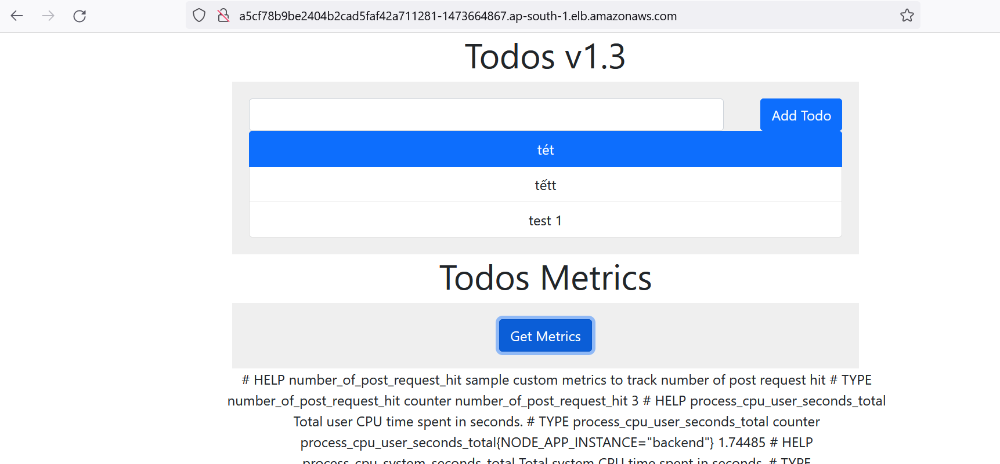 a5cf78b9be2404b2cad5faf42a711281-1473664867.ap-south-1.elb.amazonaws.com
Todos v1.3
Add Todo
tét
tếtt
test 1
Todos Metrics
Get Metrics
# HELP number_of_post_request_hit sample custom metrics to track number of post request hit # TYPE
number_of_post_request_hit counter number_of_post_request_hit 3 # HELP process_cpu_user_seconds_total
Total user CPU time spent in seconds. # TYPE process_cpu_user_seconds_total counter
process_cpu_user_seconds_total{NODE_APP_INSTANCE="backend"} 1.74485 # HELP
process_cpu_system_seconds_total Total system CPU time spent in seconds. # TYPE